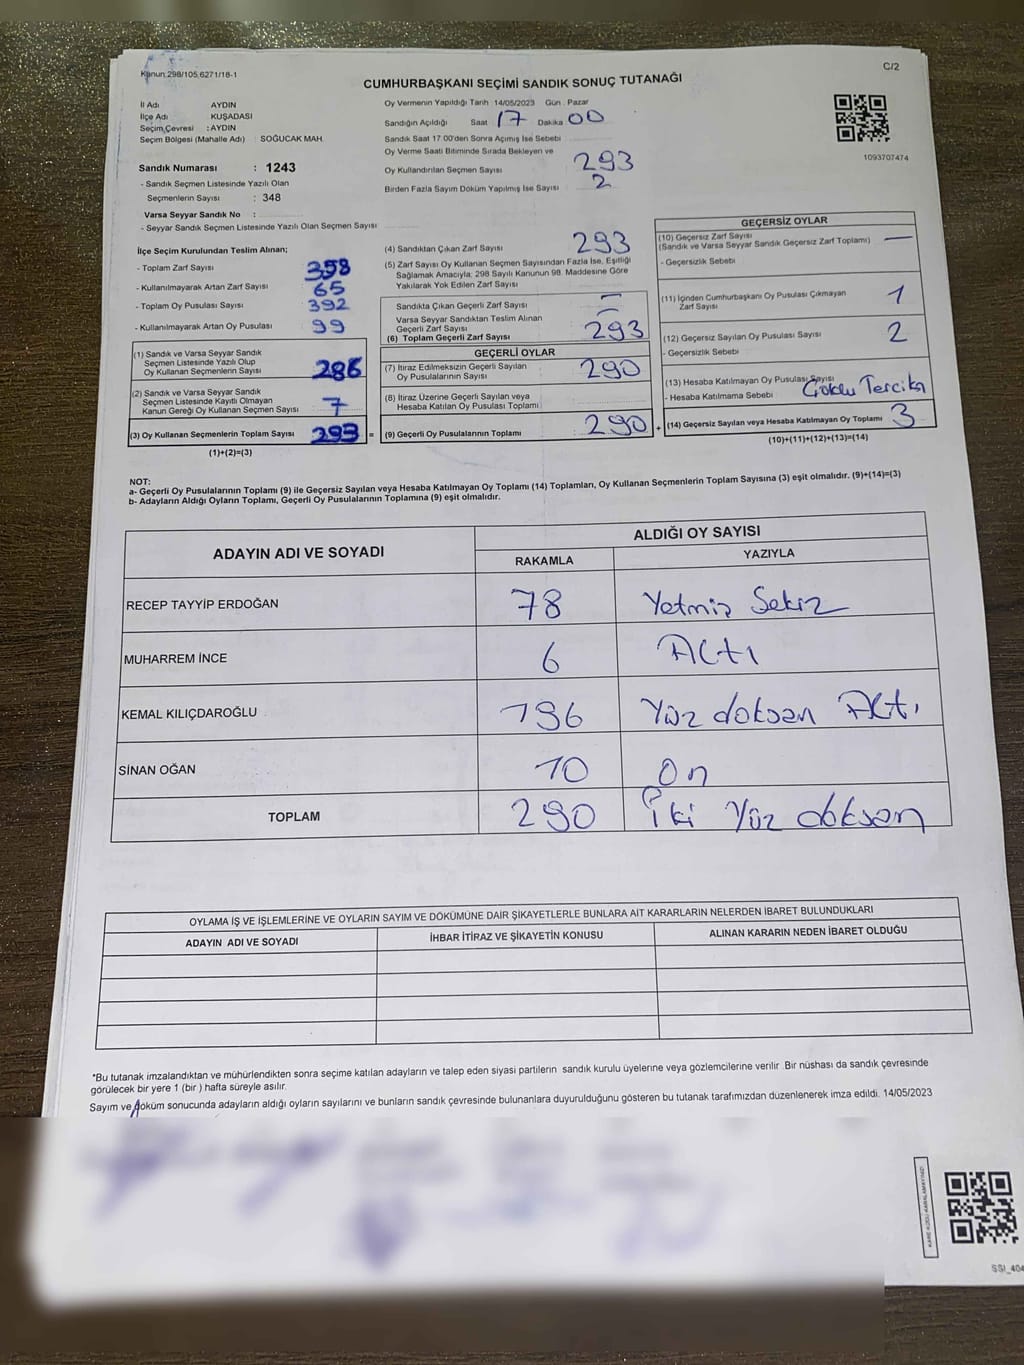 Kanun:298/105,6271/18-1
C/2
CUMHURBAŞKANI SEÇİMİ SANDIK SONUÇ TUTANAĞI
İl Adı AYDIN
İlçe Adı KUŞADASI
Seçim Çevresi : AYDIN
Seçim Bölgesi (Mahalle Adı) : SOĞUCAK MAH.
Sandık Numarası : 1243
- Sandık Seçmen Listesinde Yazılı Olan
Seçmenlerin Sayısı : 348
Varsa Seyyar Sandık No :
- Seyyar Sandık Seçmen Listesinde Yazılı Olan Seçmen Sayısı :
Oy Vermenin Yapıldığı Tarih 14/05/2023 Gün . Pazar
Sandığın Açıldığı Saat 17 Dakika 00
Sandık Saat 17:00'den Sonra Açımış İse Sebebi
Oy Verme Saati Bitiminde Sırada Bekleyen ve
Oy Kullandırılan Seçmen Sayısı 293
Birden Fazla Sayım Döküm Yapılmış İse Sayısı 2
1093707474
İlçe Seçim Kurulundan Teslim Alınan;
- Toplam Zarf Sayısı 358
- Kullanılmayarak Artan Zarf Sayısı 65
- Toplam Oy Pusulası Sayısı 392
- Kullanılmayarak Artan Oy Pusulası 99
(1) Sandık ve Varsa Seyyar Sandık
Seçmen Listesinde Yazılı Olup
Oy Kullanan Seçmenlerin Sayısı 286
(2) Sandık ve Varsa Seyyar Sandık
Seçmen Listesinde Kayıtlı Olmayan
Kanun Gereği Oy Kullanan Seçmen Sayısı 7
(3) Oy Kullanan Seçmenlerin Toplam Sayısı 293 =
(1)+(2)=(3)
(4) Sandıktan Çıkan Zarf Sayısı 293
(5) Zarf Sayısı Oy Kullanan Seçmen Sayısından Fazla İse, Eşitliği
Sağlamak Amacıyla; 298 Sayılı Kanunun 98. Maddesine Göre
Yakılarak Yok Edilen Zarf Sayısı —
Sandıkta Çıkan Geçerli Zarf Sayısı —
Varsa Seyyar Sandıktan Teslim Alınan
Geçerli Zarf Sayısı
(6) Toplam Geçerli Zarf Sayısı 293
GEÇERLİ OYLAR
(7) İtiraz Edilmeksizin Geçerli Sayılan
Oy Pusulalarının Sayısı 290
(8) İtiraz Üzerine Geçerli Sayılan veya
Hesaba Katılan Oy Pusulası Toplamı
(9) Geçerli Oy Pusulalarının Toplamı 290 +
GEÇERSİZ OYLAR
(10) Geçersiz Zarf Sayısı —
(Sandık ve Varsa Seyyar Sandık Geçersiz Zarf Toplamı)
- Geçersizlik Sebebi
(11) İçinden Cumhurbaşkanı Oy Pusulası Çıkmayan
Zarf Sayısı 1
(12) Geçersiz Sayılan Oy Pusulası Sayısı 2
- Geçersizlik Sebebi
(13) Hesaba Katılmayan Oy Pusulası Sayısı
- Hesaba Katılmama Sebebi
(14) Geçersiz Sayılan veya Hesaba Katılmayan Oy Toplamı 3
(10)+(11)+(12)+(13)=(14)
NOT:
a- Geçerli Oy Pusulalarının Toplamı (9) ile Geçersiz Sayılan veya Hesaba Katılmayan Oy Toplamı (14) Toplamları, Oy Kullanan Seçmenlerin Toplam Sayısına (3) eşit olmalıdır. (9)+(14)=(3)
b- Adayların Aldığı Oyların Toplamı, Geçerli Oy Pusulalarının Toplamına (9) eşit olmalıdır.
ADAYIN ADI VE SOYADI
ALDIĞI OY SAYISI
RAKAMLA YAZIYLA
RECEP TAYYİP ERDOĞAN 78 Yetmiş Sekiz
MUHARREM İNCE 6 Altı
KEMAL KILIÇDAROĞLU 196 Yüz doksan Altı
SİNAN OĞAN 10 On
TOPLAM 290 İki Yüz doksan
OYLAMA İŞ VE İŞLEMLERİNE VE OYLARIN SAYIM VE DÖKÜMÜNE DAİR ŞİKAYETLERLE BUNLARA AİT KARARLARIN NELERDEN İBARET BULUNDUKLARI
ADAYIN ADI VE SOYADI İHBAR İTİRAZ VE ŞİKAYETİN KONUSU ALINAN KARARIN NEDEN İBARET OLDUĞU
*Bu tutanak imzalandıktan ve mühürlendikten sonra seçime katılan adayların ve talep eden siyasi partilerin sandık kurulu üyelerine veya gözlemcilerine verilir. Bir nüshası da sandık çevresinde
görülecek bir yere 1 (bir ) hafta süreyle asılır.
Sayım ve döküm sonucunda adayların aldığı oyların sayılarını ve bunların sandık çevresinde bulunanlara duyurulduğunu gösteren bu tutanak tarafımızdan düzenlenerek imza edildi. 14/05/2023
KARE KODU KARALAMAYINIZ!
SSI_404